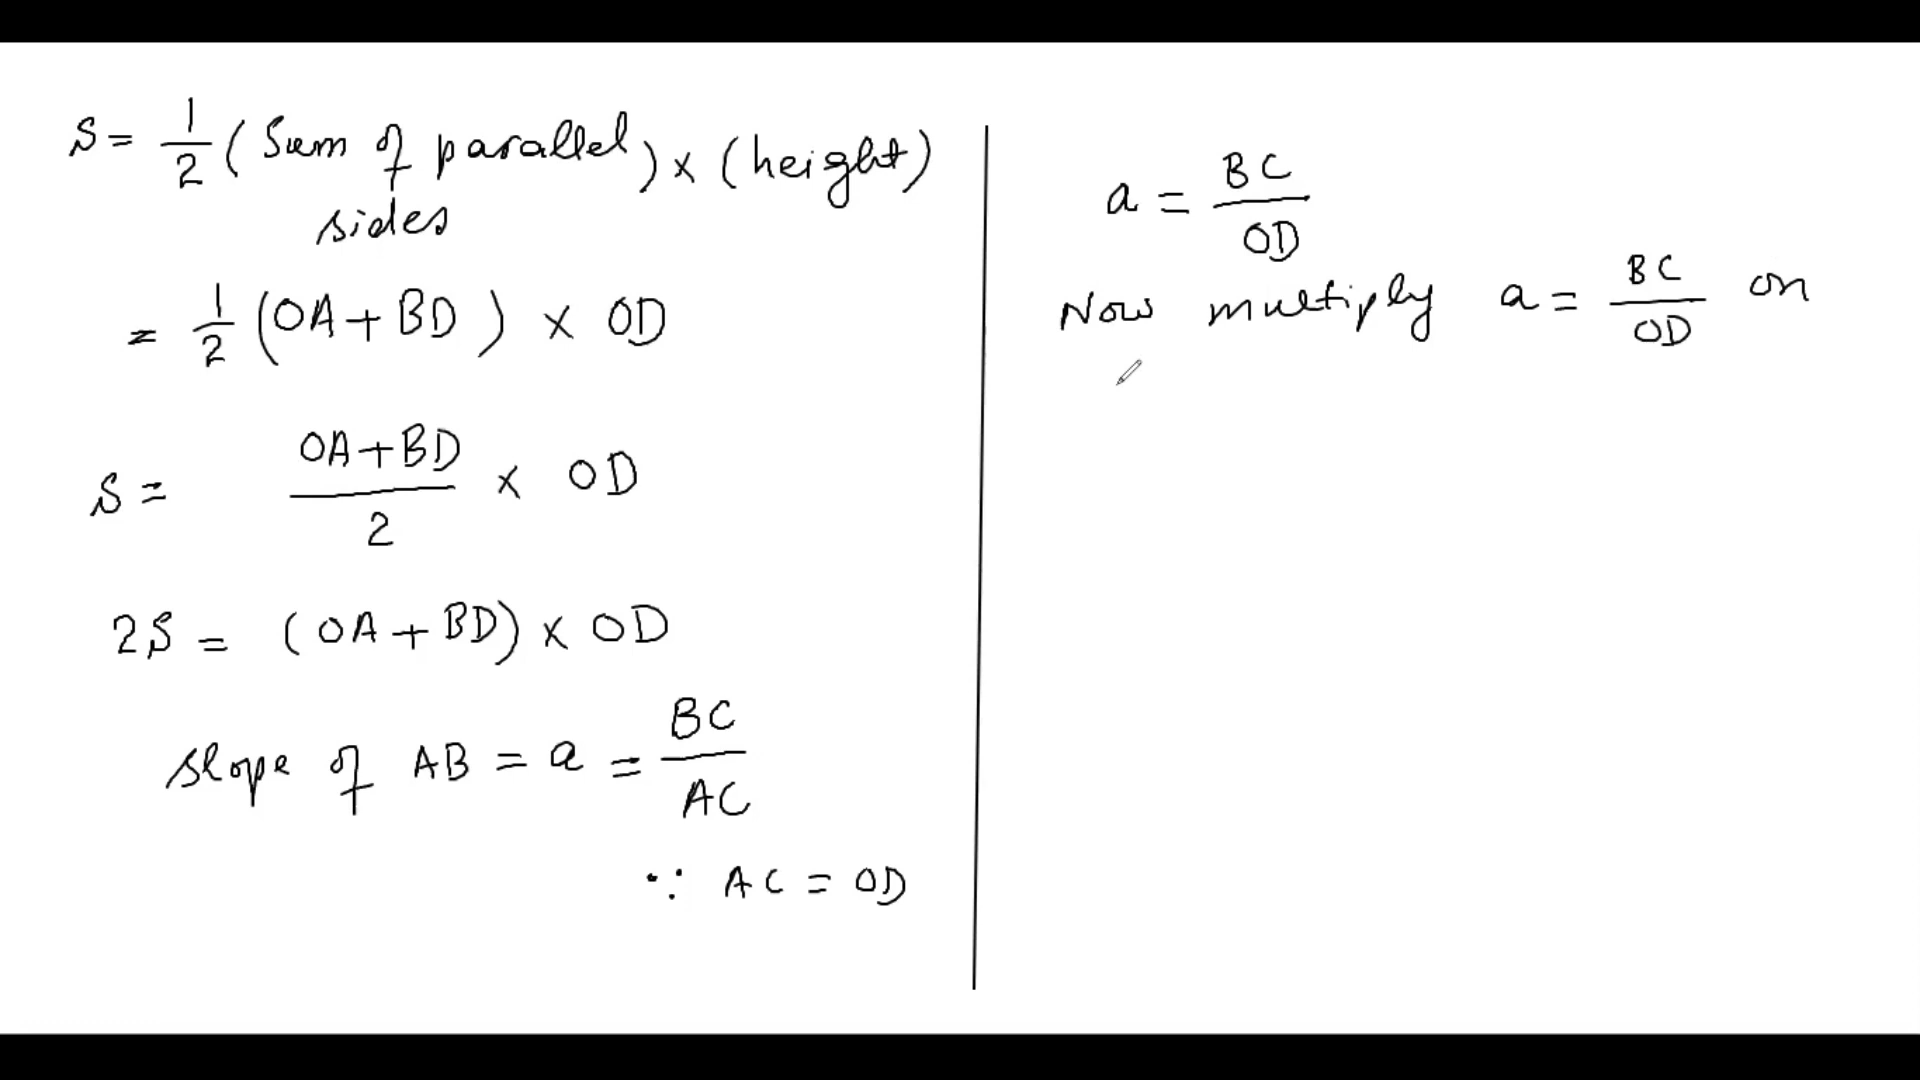 S = 1/2 (Sum of parallel) × (height)
sides
= 1/2 (OA + BD) × OD
S = (OA + BD)/2 × OD
2S = (OA + BD) × OD
slope of AB = a = BC/AC
∵ AC = OD
a = BC/OD
Now multiply a = BC/OD on